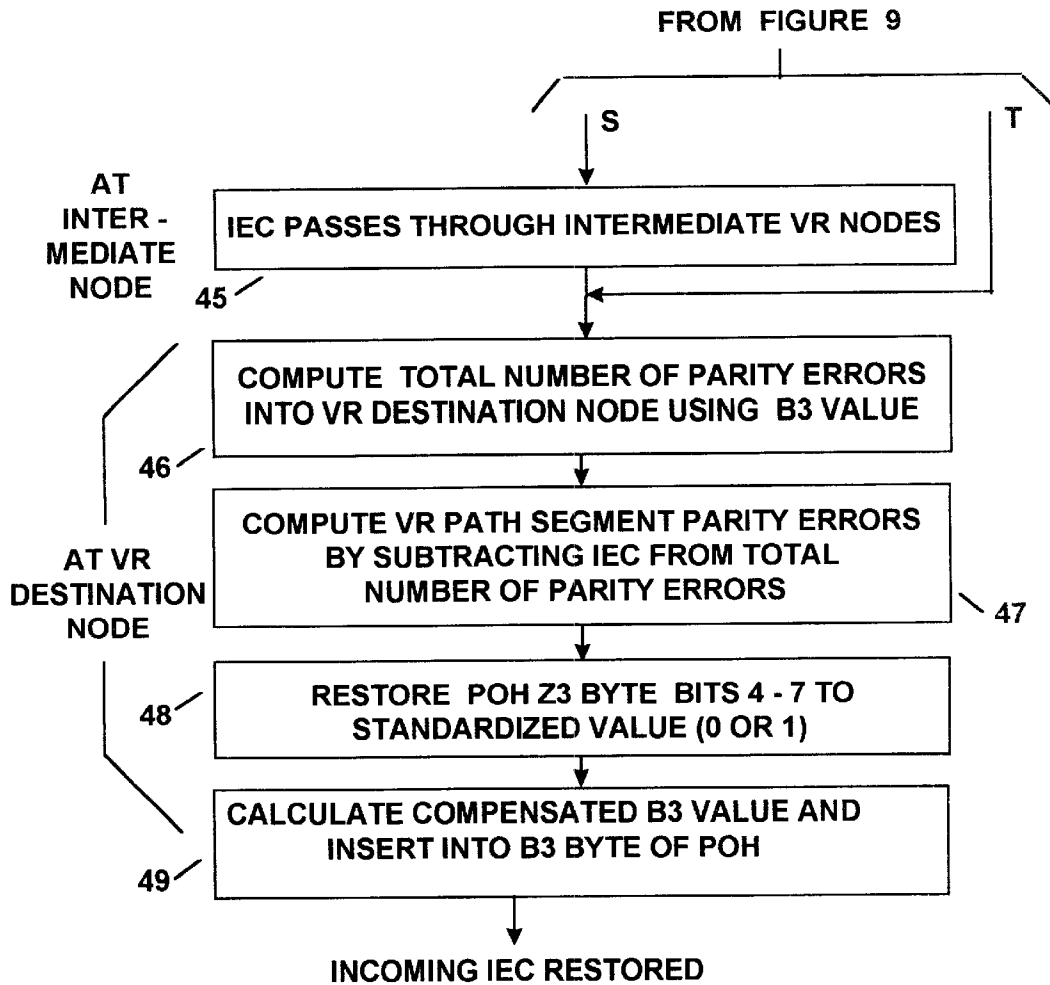 FROM FIGURE 9
S
T
AT
INTER -
MEDIATE
NODE
IEC PASSES THROUGH INTERMEDIATE VR NODES
45
COMPUTE TOTAL NUMBER OF PARITY ERRORS
INTO VR DESTINATION NODE USING B3 VALUE
46
COMPUTE VR PATH SEGMENT PARITY ERRORS
BY SUBTRACTING IEC FROM TOTAL
NUMBER OF PARITY ERRORS
47
AT VR
DESTINATION
NODE
RESTORE POH Z3 BYTE BITS 4 - 7 TO
STANDARDIZED VALUE (0 OR 1)
48
CALCULATE COMPENSATED B3 VALUE AND
INSERT INTO B3 BYTE OF POH
49
INCOMING IEC RESTORED